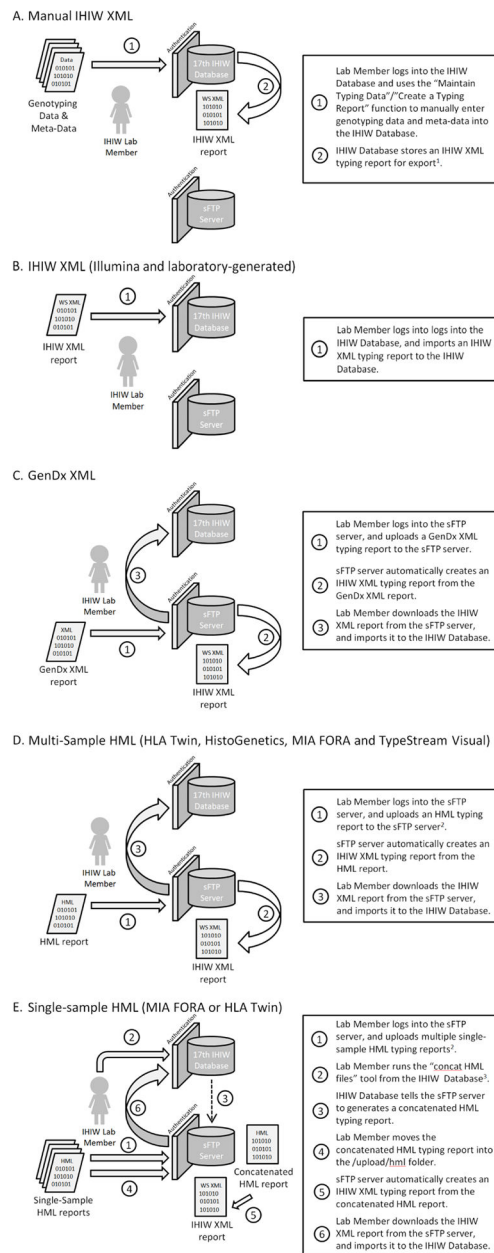 A. Manual IHIW XML
Data
010101
101010
010101
Genotyping
Data &
Meta-Data
1
IHIW Lab
Member
Authentication
17th IHIW
Database
2
WS XML
101010
010101
101010
IHIW XML
report
Authentication
sFTP
Server
1
Lab Member logs into the IHIW
Database and uses the "Maintain
Typing Data"/"Create a Typing
Report" function to manually enter
genotyping data and meta-data into
the IHIW Database.
2
IHIW Database stores an IHIW XML
typing report for export1.
B. IHIW XML (Illumina and laboratory-generated)
WS XML
010101
101010
010101
IHIW XML
report
1
IHIW Lab
Member
Authentication
17th IHIW
Database
Authentication
sFTP
Server
1
Lab Member logs into logs into the
IHIW Database, and imports an IHIW
XML typing report to the IHIW
Database.
C. GenDx XML
Authentication
17th IHIW
Database
IHIW Lab
Member
3
XML
010101
101010
010101
GenDx XML
report
1
Authentication
sFTP
Server
2
WS XML
101010
010101
101010
IHIW XML
report
1
Lab Member logs into the sFTP
server, and uploads a GenDx XML
typing report to the sFTP server.
2
sFTP server automatically creates an
IHIW XML typing report from the
GenDx XML report.
3
Lab Member downloads the IHIW
XML report from the sFTP server,
and imports it to the IHIW Database.
D. Multi-Sample HML (HLA Twin, HistoGenetics, MIA FORA and TypeStream Visual)
Authentication
17th IHIW
Database
IHIW Lab
Member
3
HML
010101
101010
010101
HML report
1
Authentication
sFTP
Server
2
WS XML
101010
010101
101010
IHIW XML
report
1
Lab Member logs into the sFTP
server, and uploads an HML typing
report to the sFTP server2.
2
sFTP server automatically creates an
IHIW XML typing report from the
HML report.
3
Lab Member downloads the IHIW
XML report from the sFTP server,
and imports it to the IHIW Database.
E. Single-sample HML (MIA FORA or HLA Twin)
2
Authentication
17th IHIW
Database
IHIW Lab
Member
6
3
HML
010101
101010
010101
Single-Sample
HML reports
1
4
Authentication
sFTP
Server
HML
101010
010101
101010
Concatenated
HML report
WS XML
101010
010101
101010
5
IHIW XML
report
1
Lab Member logs into the sFTP
server, and uploads multiple single-
sample HML typing reports2.
2
Lab Member runs the "concat HML
files" tool from the IHIW Database3.
3
IHIW Database tells the sFTP server
to generates a concatenated HML
typing report.
4
Lab Member moves the
concatenated HML typing report into
the /upload/hml folder.
5
sFTP server automatically creates an
IHIW XML typing report from the
concatenated HML report.
6
Lab Member downloads the IHIW
XML report from the sFTP server,
and imports it to the IHIW Database.